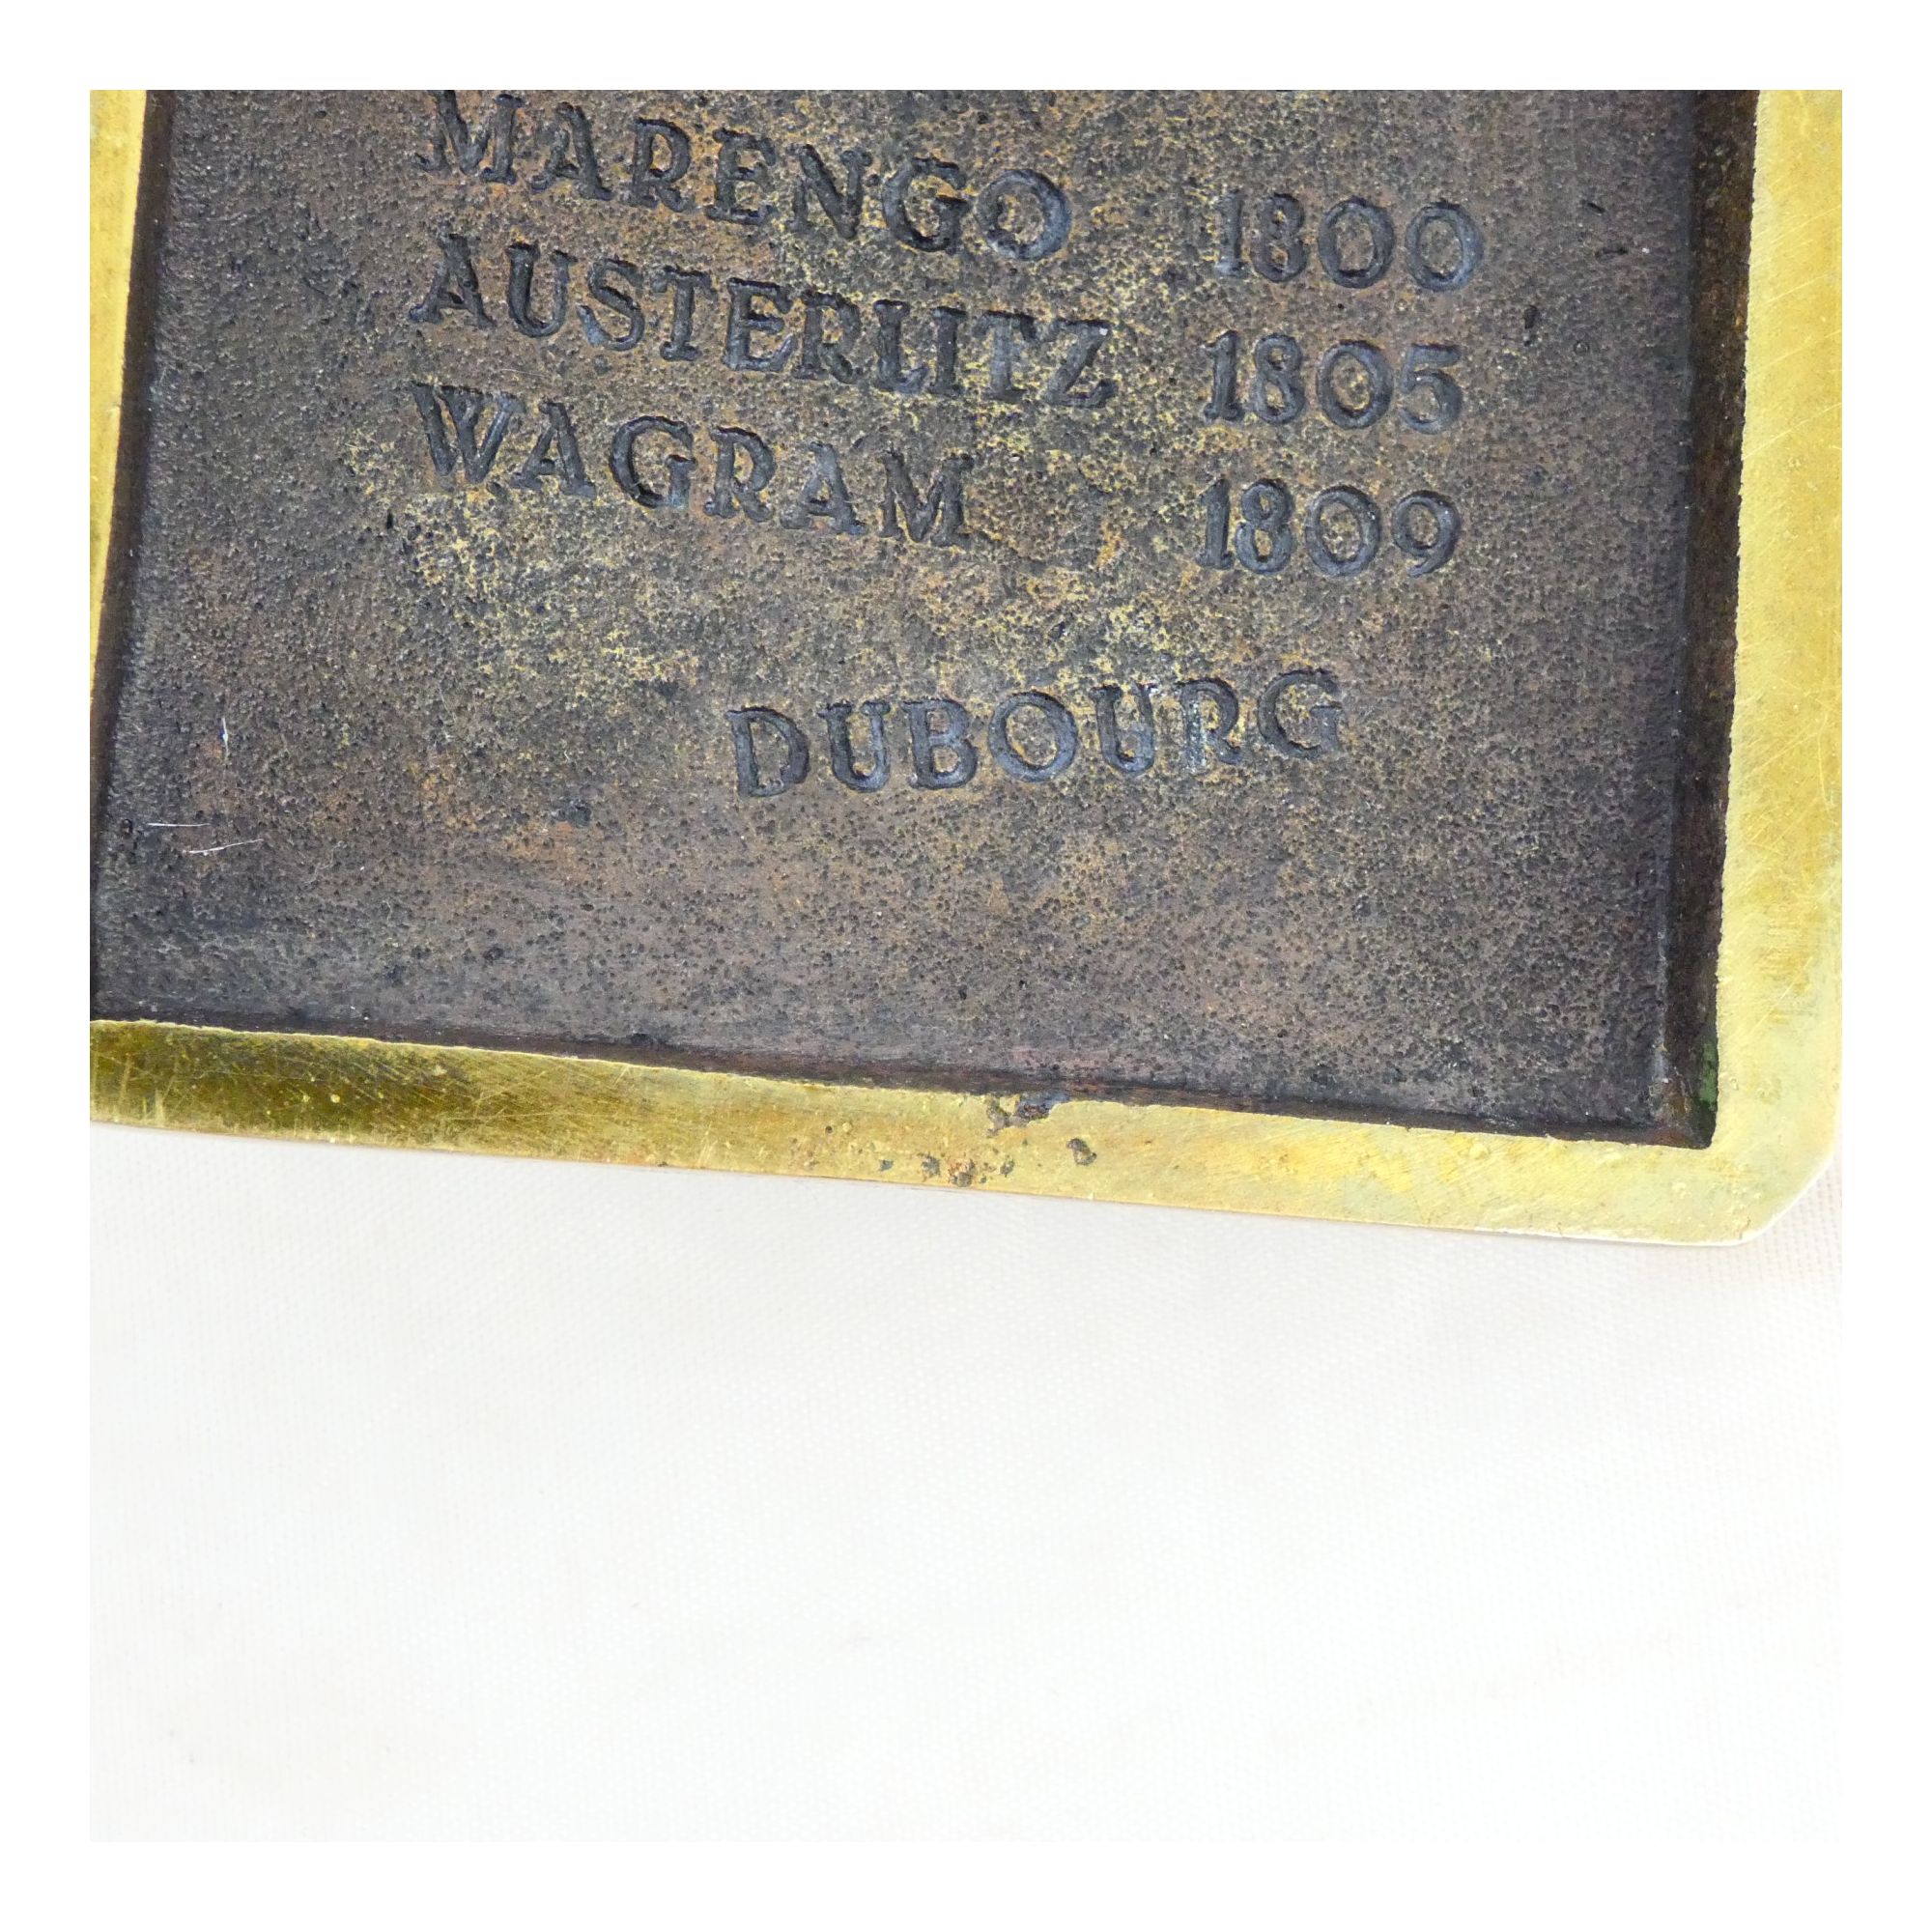 MARENGO 1800
AUSTERLITZ 1805
WAGRAM 1809
DUBOURG